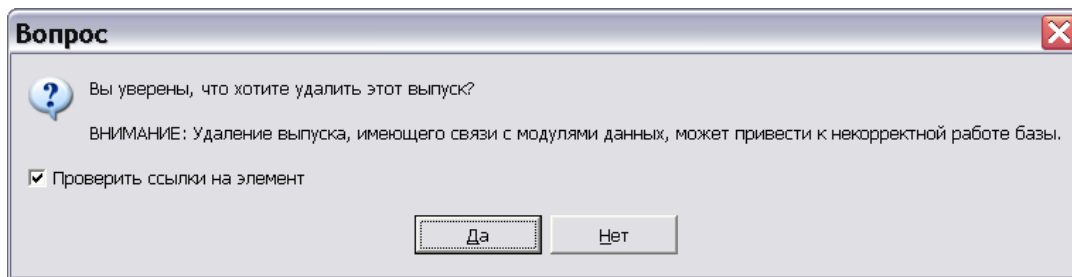 Вопрос
Вы уверены, что хотите удалить этот выпуск?
ВНИМАНИЕ: Удаление выпуска, имеющего связи с модулями данных, может привести к некорректной работе базы.
Проверить ссылки на элемент
Да
Нет